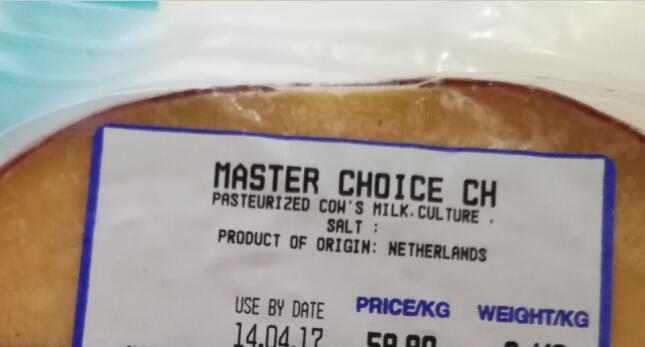 MASTER CHOICE CH
PASTEURIZED COW'S MILK.CULTURE .
SALT :
PRODUCT OF ORIGIN: NETHERLANDS
USE BY DATE PRICE/KG WEIGHT/KG
14.04.17